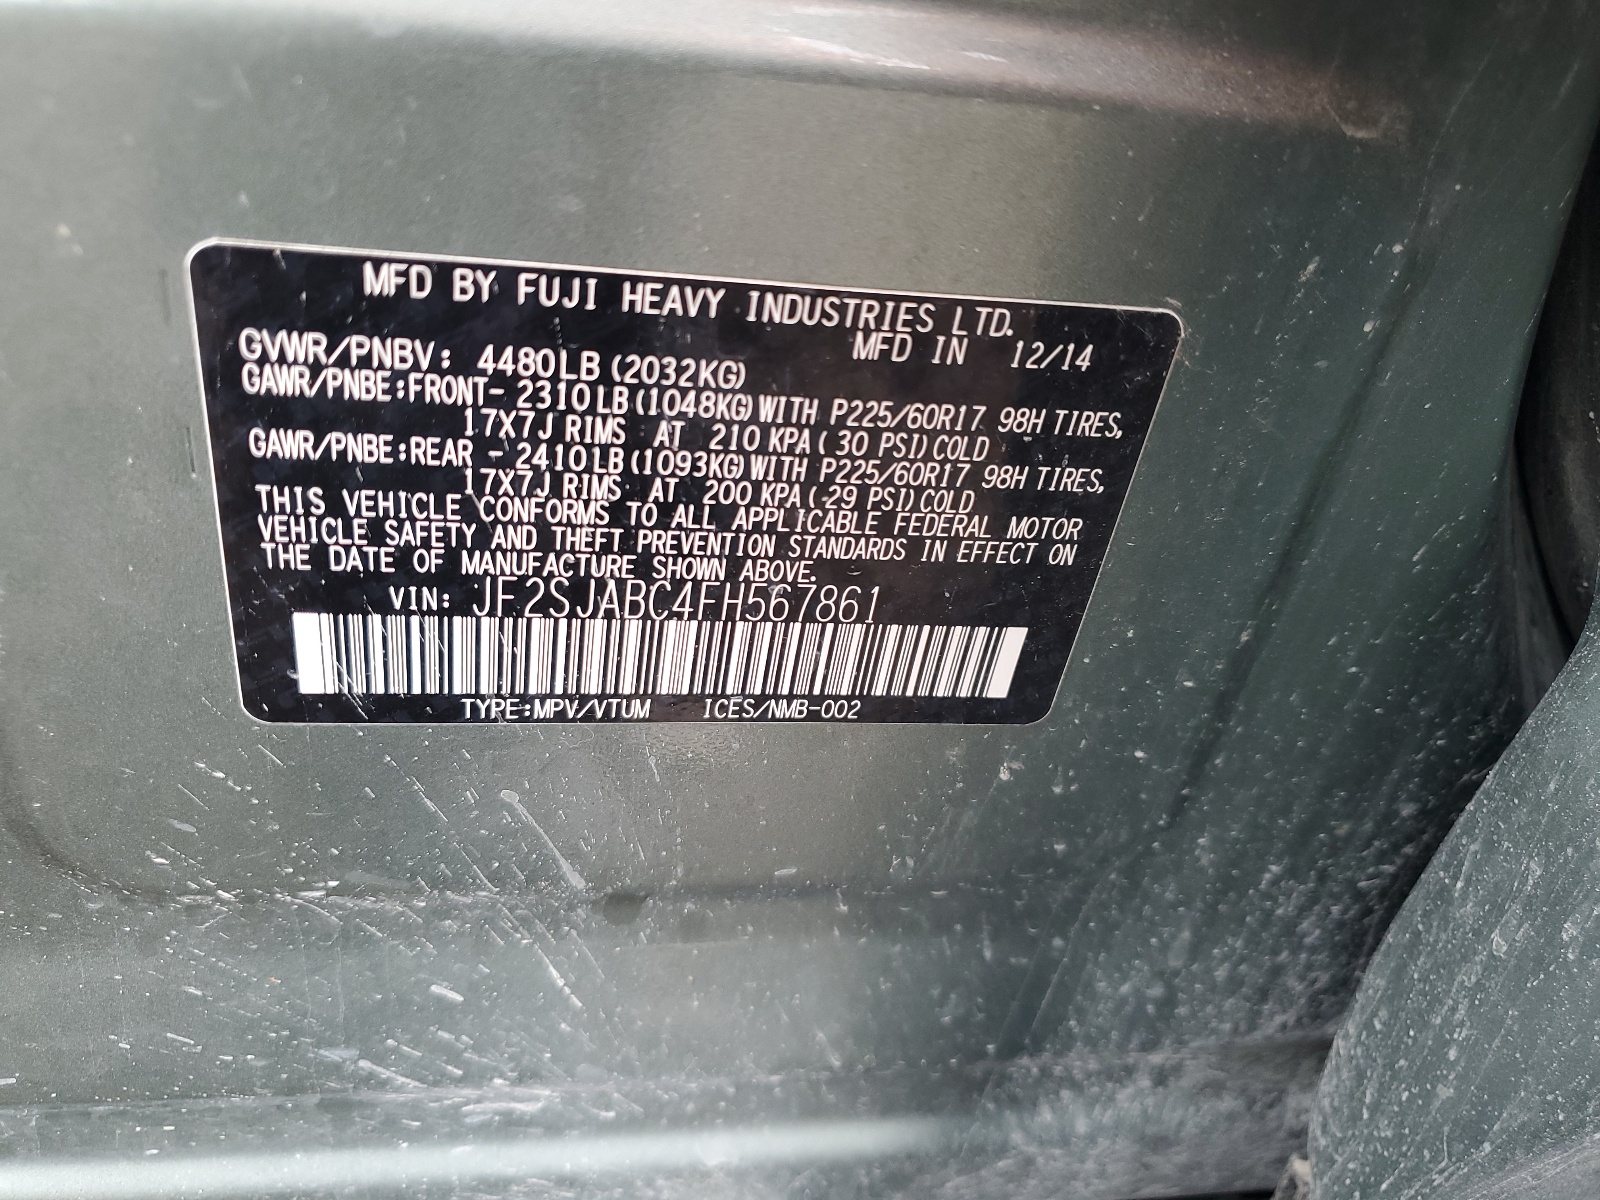 MFD BY FUJI HEAVY INDUSTRIES LTD.
MFD IN 12/14
GVWR/PNBV: 4480LB (2032KG)
GAWR/PNBE:FRONT- 2310LB(1048KG)WITH P225/60R17 98H TIRES,
17X7J RIMS AT 210 KPA( 30 PSI)COLD
GAWR/PNBE:REAR - 2410LB(1093KG)WITH P225/60R17 98H TIRES,
17X7J RIMS AT 200 KPA( 29 PSI)COLD
THIS VEHICLE CONFORMS TO ALL APPLICABLE FEDERAL MOTOR
VEHICLE SAFETY AND THEFT PREVENTION STANDARDS IN EFFECT ON
THE DATE OF MANUFACTURE SHOWN ABOVE.
VIN: JF2SJABC4FH567861
TYPE:MPV/VTUM ICES/NMB-002